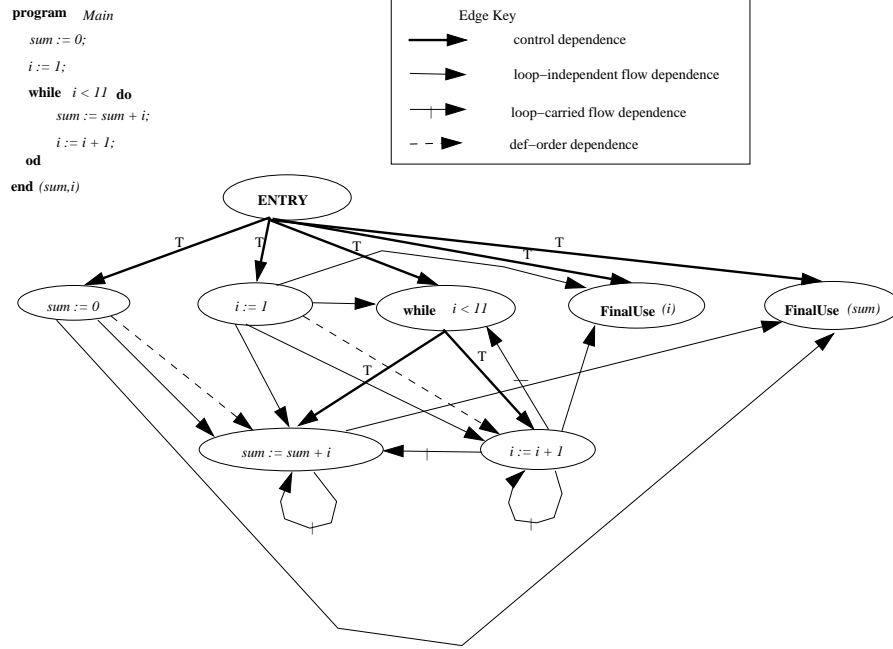 program Main
sum := 0;
i := 1;
while i < 11 do
sum := sum + i;
i := i + 1;
od
end (sum,i)
Edge Key
control dependence
loop−independent flow dependence
loop−carried flow dependence
def−order dependence
ENTRY
T
T
T
T
T
sum := 0
i := 1
while i < 11
FinalUse (i)
FinalUse (sum)
T
T
sum := sum + i
i := i + 1